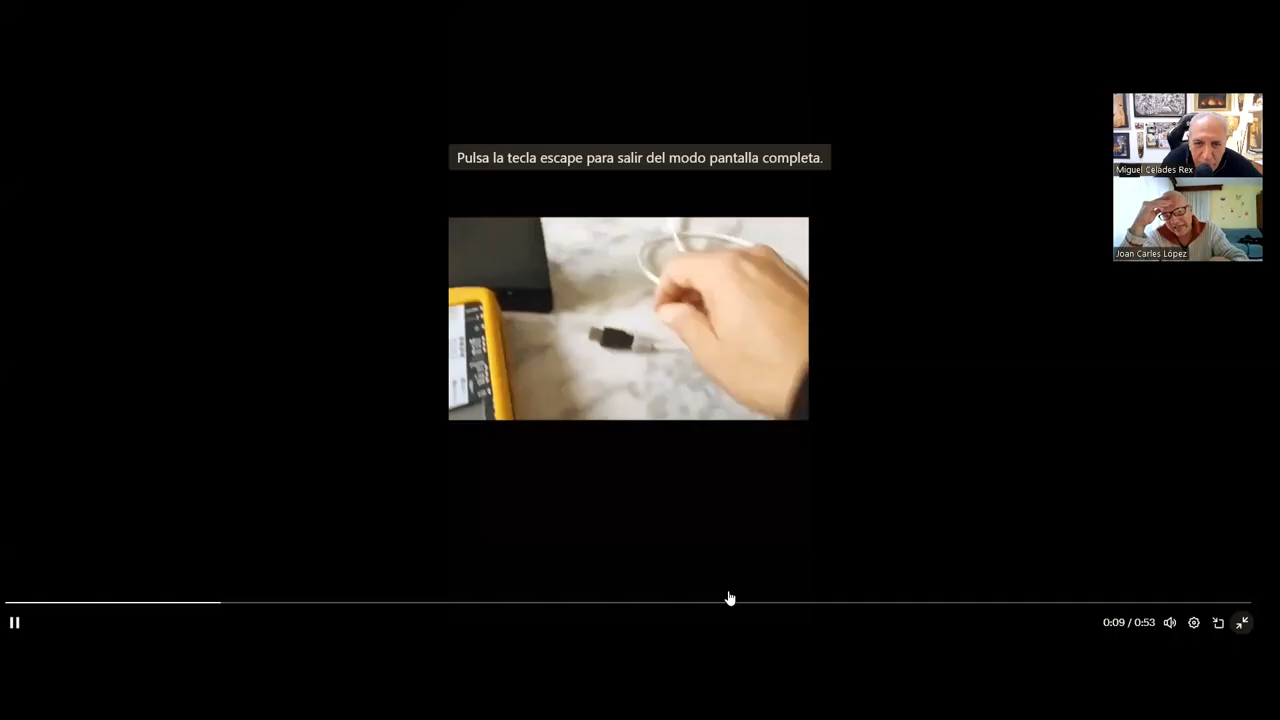 Pulsa la tecla escape para salir del modo pantalla completa.
Miguel Celades Rex
Joan Carles López
0:09 / 0:53